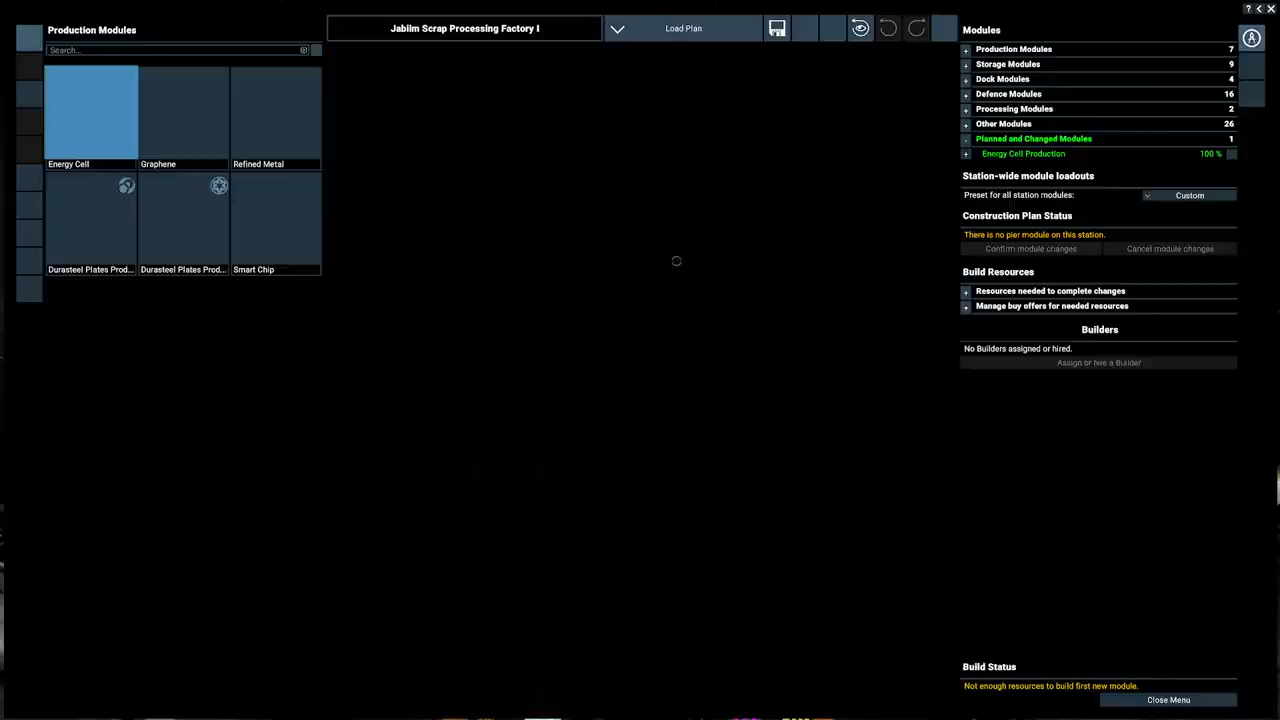 Production Modules
Search...
Energy Cell
Graphene
Refined Metal
Durasteel Plates Prod...
Durasteel Plates Prod...
Smart Chip
Jabiim Scrap Processing Factory I
Load Plan
?
Modules
Production Modules 7
Storage Modules 9
Dock Modules 4
Defence Modules 16
Processing Modules 2
Other Modules 26
Planned and Changed Modules 1
Energy Cell Production 100 %
Station-wide module loadouts
Preset for all station modules: Custom
Construction Plan Status
There is no pier module on this station.
Confirm module changes Cancel module changes
Build Resources
Resources needed to complete changes
Manage buy offers for needed resources
Builders
No Builders assigned or hired.
Assign or hire a Builder
Build Status
Not enough resources to build first new module.
Close Menu